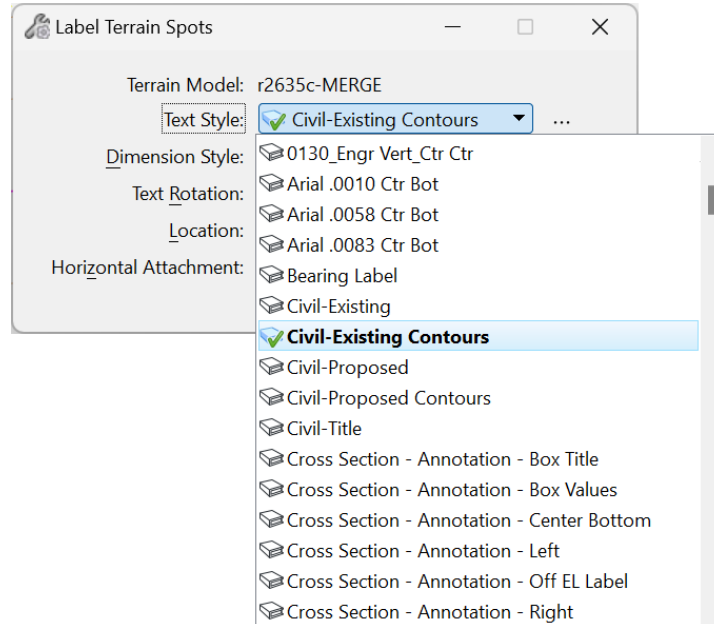 Label Terrain Spots
Terrain Model: r2635c-MERGE
Text Style: Civil-Existing Contours ...
Dimension Style:
Text Rotation:
Location:
Horizontal Attachment:
0130_Engr Vert_Ctr Ctr
Arial .0010 Ctr Bot
Arial .0058 Ctr Bot
Arial .0083 Ctr Bot
Bearing Label
Civil-Existing
Civil-Existing Contours
Civil-Proposed
Civil-Proposed Contours
Civil-Title
Cross Section - Annotation - Box Title
Cross Section - Annotation - Box Values
Cross Section - Annotation - Center Bottom
Cross Section - Annotation - Left
Cross Section - Annotation - Off EL Label
Cross Section - Annotation - Right